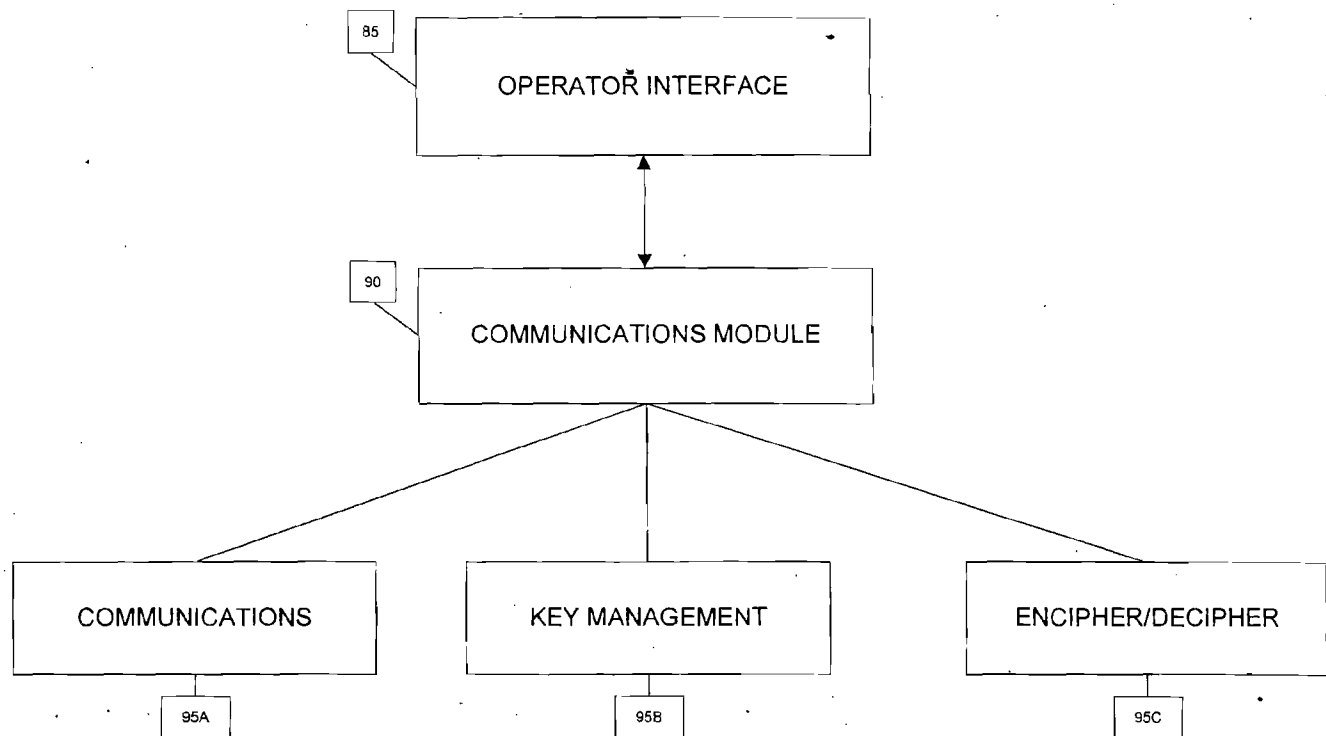 85
OPERATOR INTERFACE
90
COMMUNICATIONS MODULE
COMMUNICATIONS
KEY MANAGEMENT
ENCIPHER/DECIPHER
95A
95B
95C